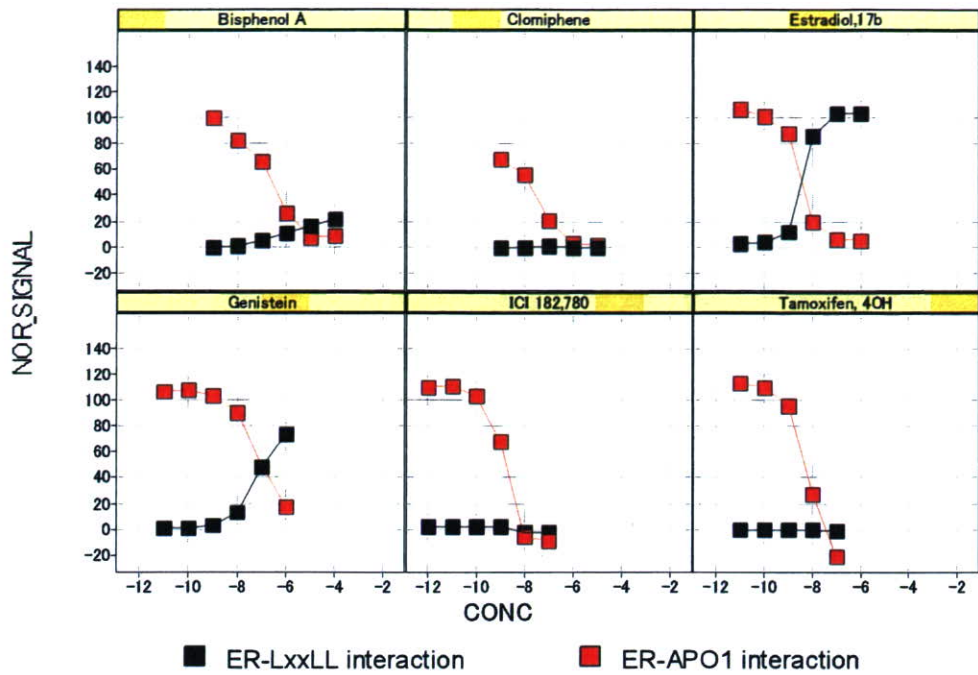 Bisphenol A
Clomiphene
Estradiol,17b
140
120
100
80
60
40
20
0
-20
Genistein
ICI 182,780
Tamoxifen, 4OH
140
120
100
80
60
40
20
0
-20
NOR_SIGNAL
-12 -10 -8 -6 -4 -2
-12 -10 -8 -6 -4 -2
-12 -10 -8 -6 -4 -2
CONC
ER-LxxLL interaction
ER-APO1 interaction